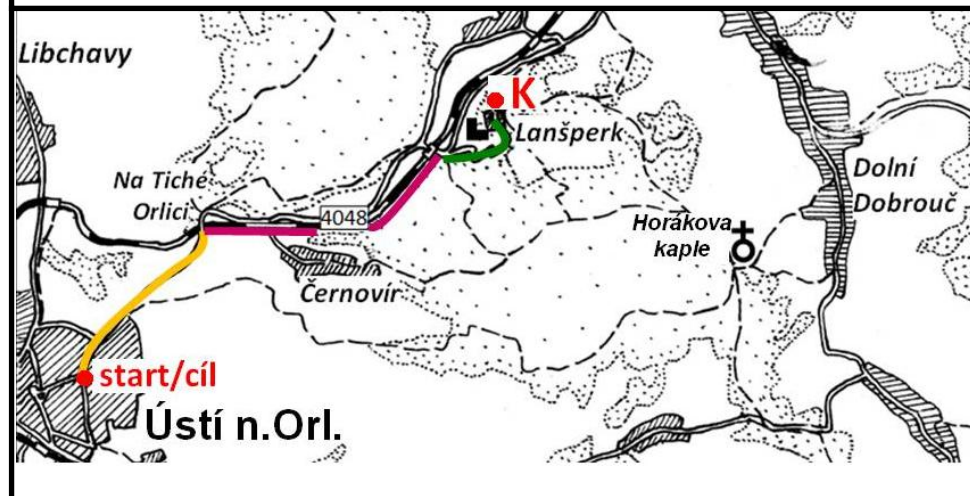 Libchavy
K
Lanšperk
Na Tiché
Orlici
4048
Dolní
Dobrouč
Horákova
kaple
Černovír
start/cíl
Ústí n.Orl.